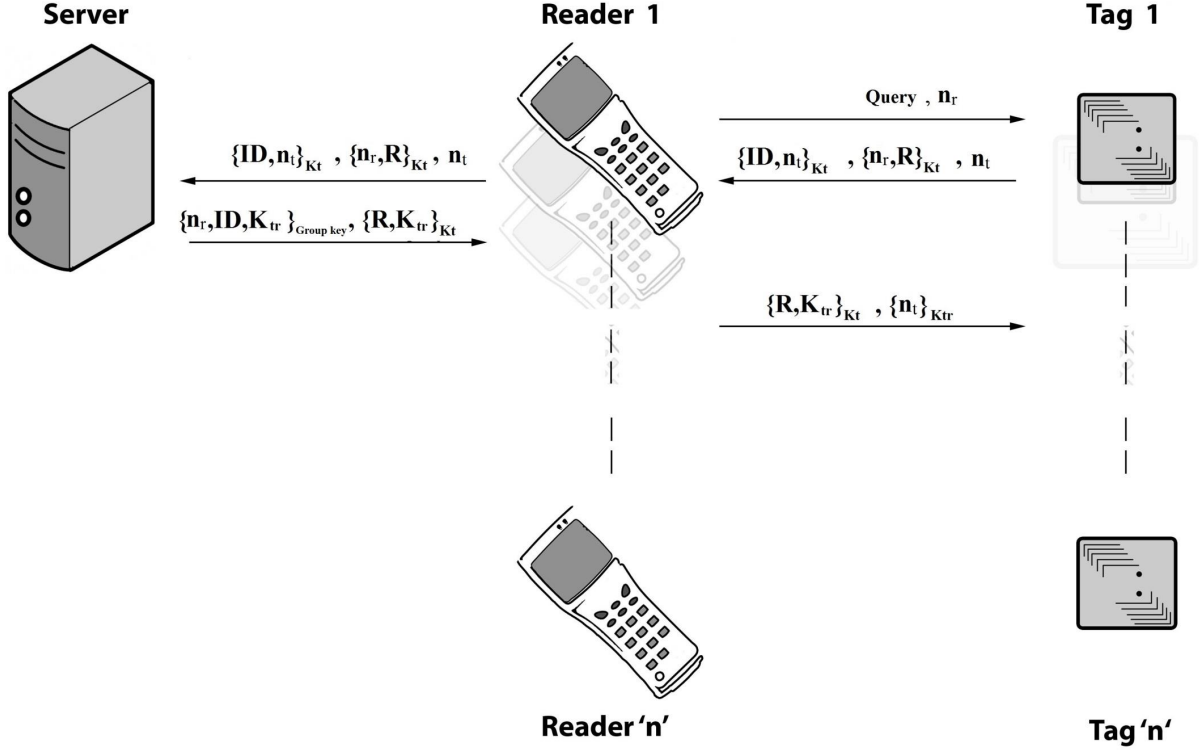 Server
Reader 1
Tag 1
Query , nᵣ
{ID,nₜ}Kt , {nᵣ,R}Kt , nₜ
{ID,nₜ}Kt , {nᵣ,R}Kt , nₜ
{nᵣ,ID,Kₜᵣ}Group key, {R,Kₜᵣ}Kt
{R,Kₜᵣ}Kt , {nₜ}Ktr
Reader ‘n’
Tag ‘n‘